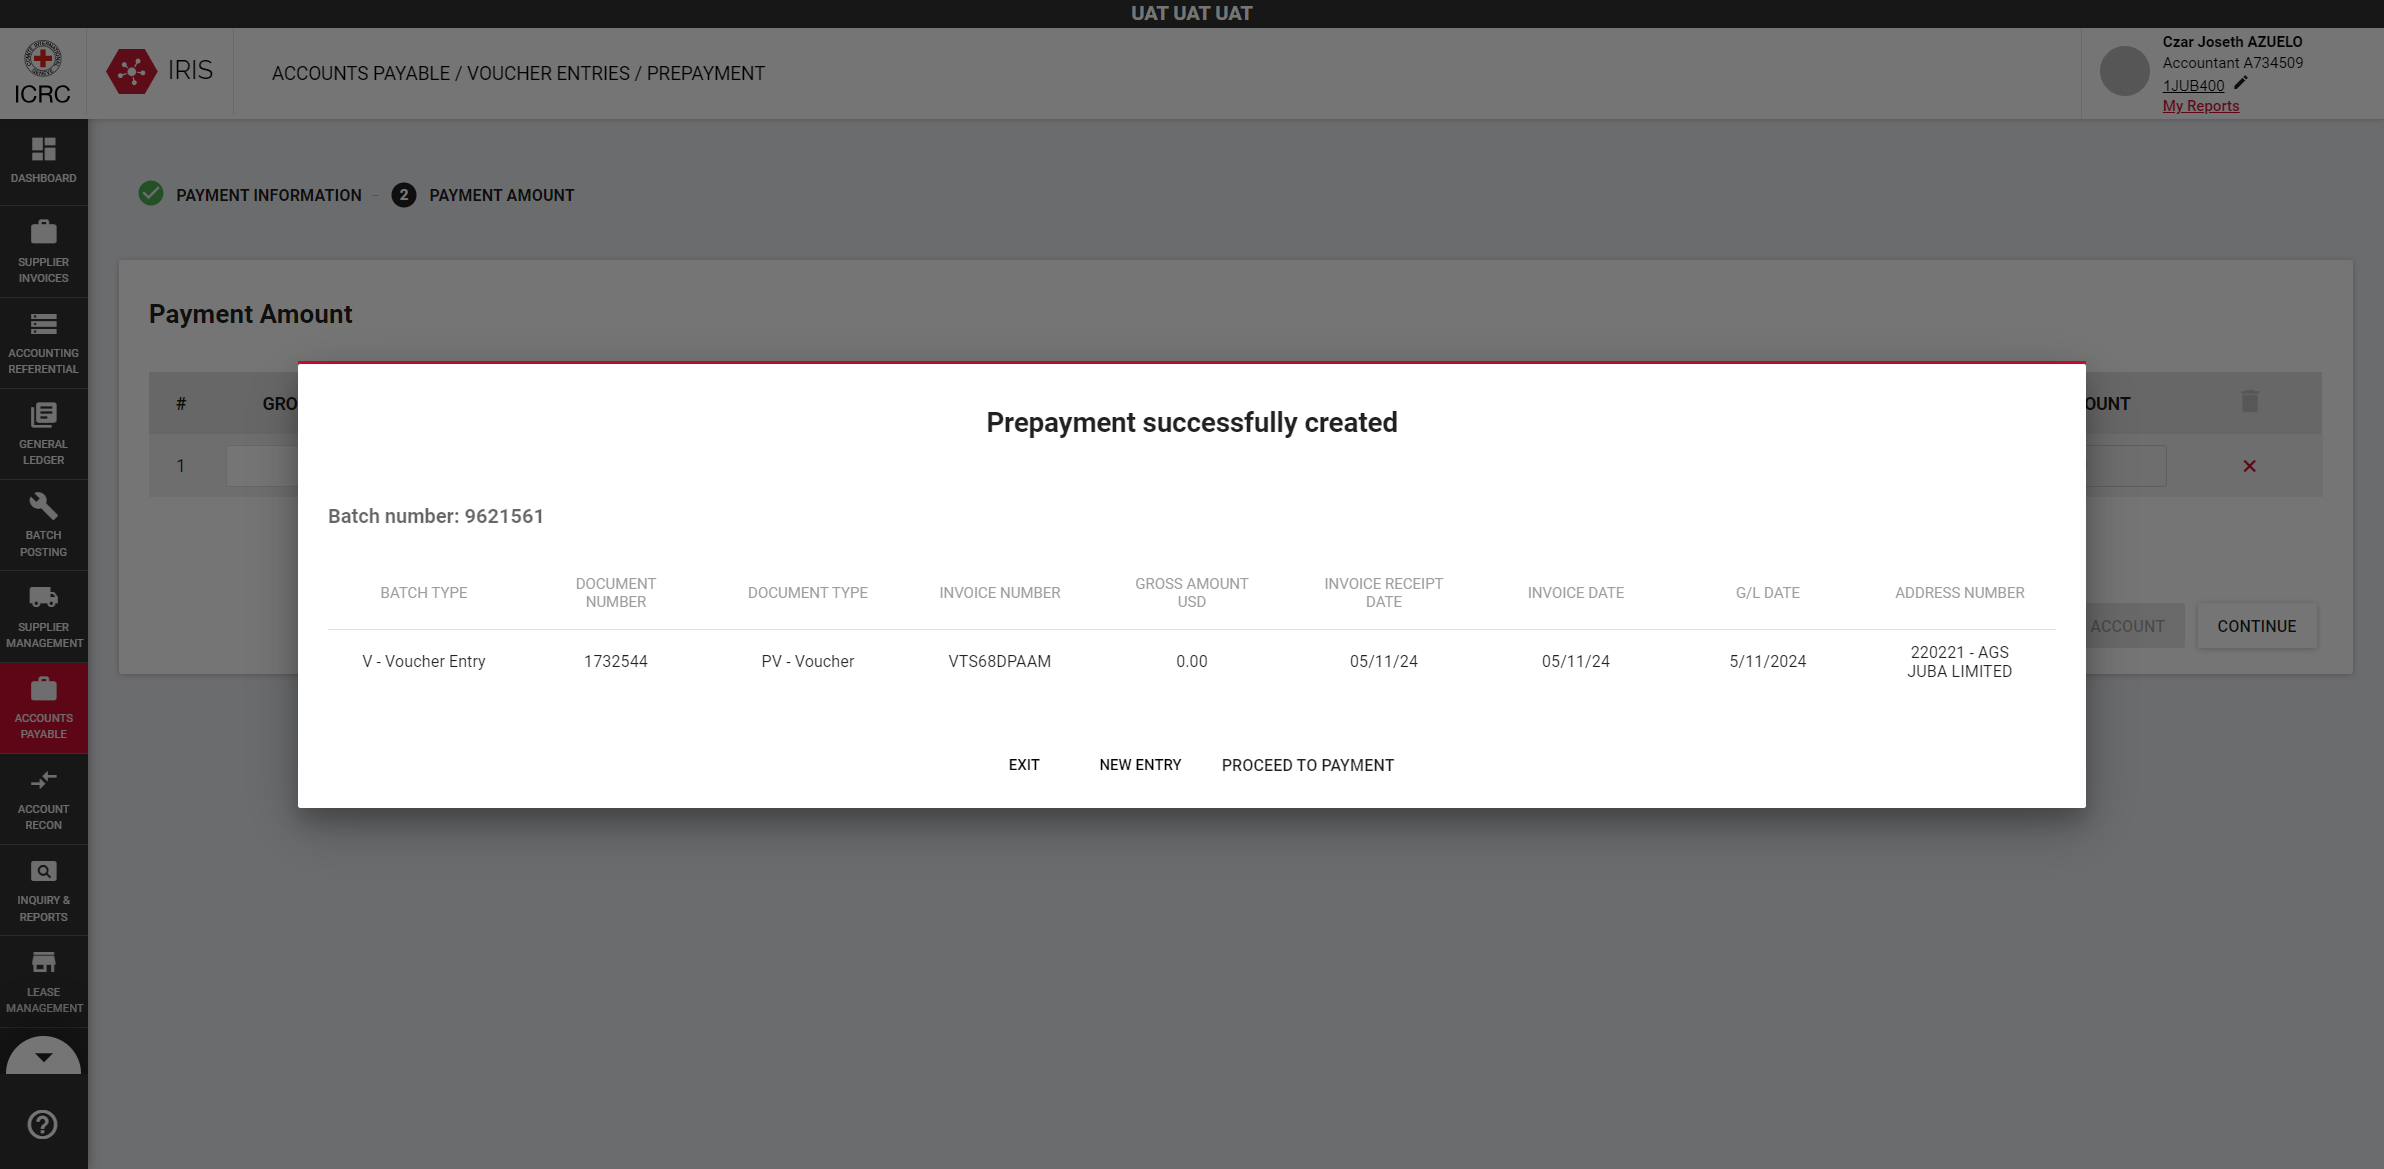 UAT UAT UAT
ICRC
IRIS
ACCOUNTS PAYABLE / VOUCHER ENTRIES / PREPAYMENT
Czar Joseth AZUELO
Accountant A734509
1JUB400
My Reports
DASHBOARD
SUPPLIER
INVOICES
ACCOUNTING
REFERENTIAL
GENERAL
LEDGER
BATCH
POSTING
SUPPLIER
MANAGEMENT
ACCOUNTS
PAYABLE
ACCOUNT
RECON
INQUIRY &
REPORTS
LEASE
MANAGEMENT
PAYMENT INFORMATION - 2 PAYMENT AMOUNT
Payment Amount
# GRO OUNT
1
ACCOUNT CONTINUE
Prepayment successfully created
Batch number: 9621561
BATCH TYPE DOCUMENT NUMBER DOCUMENT TYPE INVOICE NUMBER GROSS AMOUNT USD INVOICE RECEIPT DATE INVOICE DATE G/L DATE ADDRESS NUMBER
V - Voucher Entry 1732544 PV - Voucher VTS68DPAAM 0.00 05/11/24 05/11/24 5/11/2024 220221 - AGS JUBA LIMITED
EXIT NEW ENTRY PROCEED TO PAYMENT